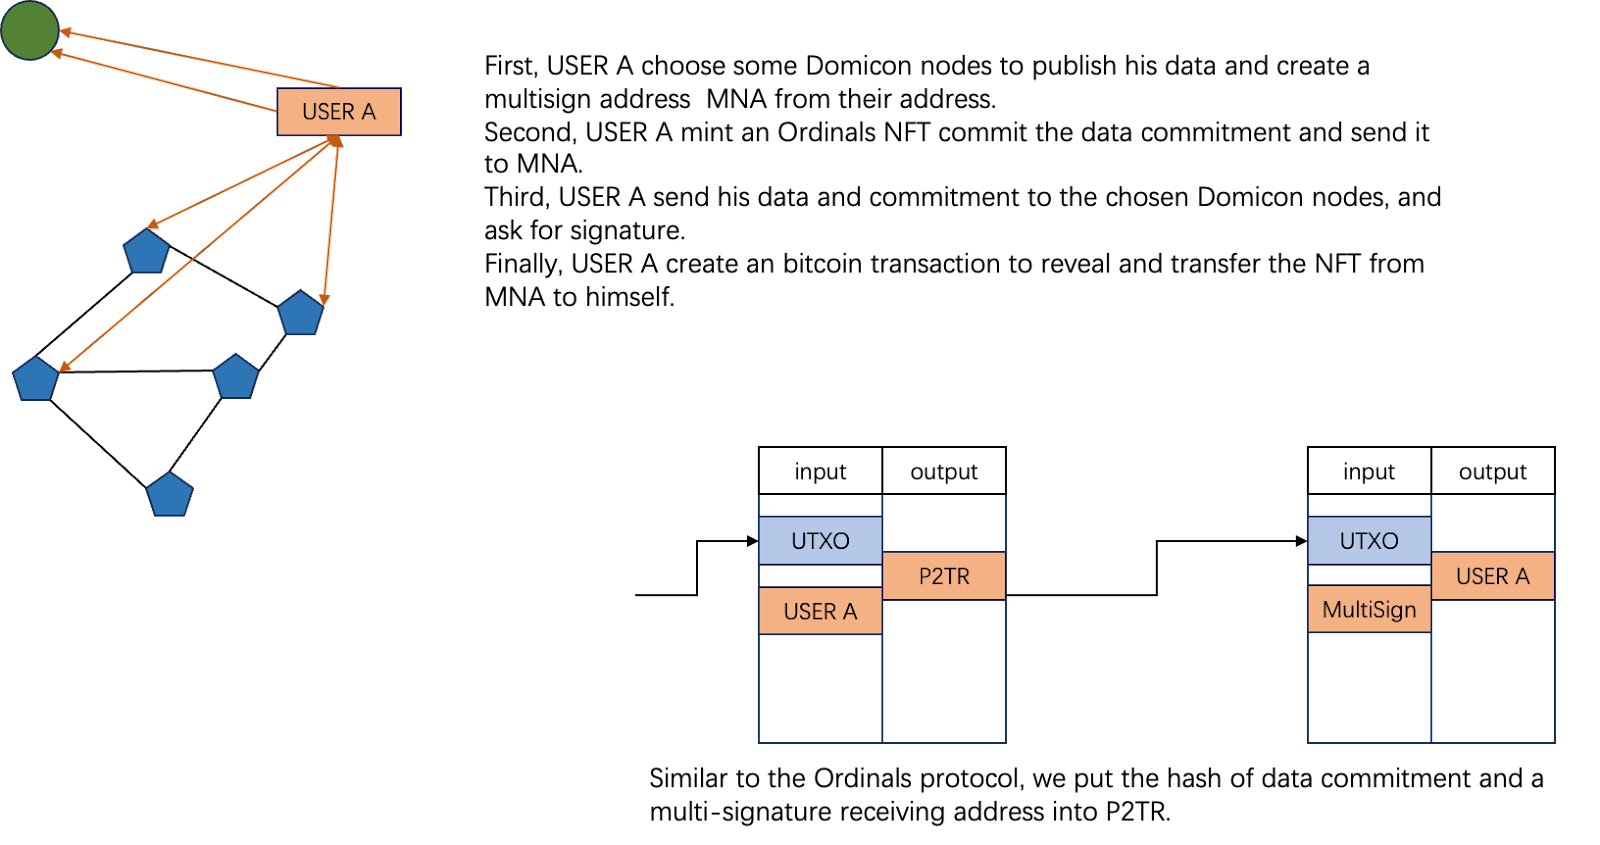 USER A
First, USER A choose some Domicon nodes to publish his data and create a
multisign address  MNA from their address.
Second, USER A mint an Ordinals NFT commit the data commitment and send it
to MNA.
Third, USER A send his data and commitment to the chosen Domicon nodes, and
ask for signature.
Finally, USER A create an bitcoin transaction to reveal and transfer the NFT from
MNA to himself.
input
output
UTXO
P2TR
USER A
input
output
UTXO
USER A
MultiSign
Similar to the Ordinals protocol, we put the hash of data commitment and a
multi-signature receiving address into P2TR.